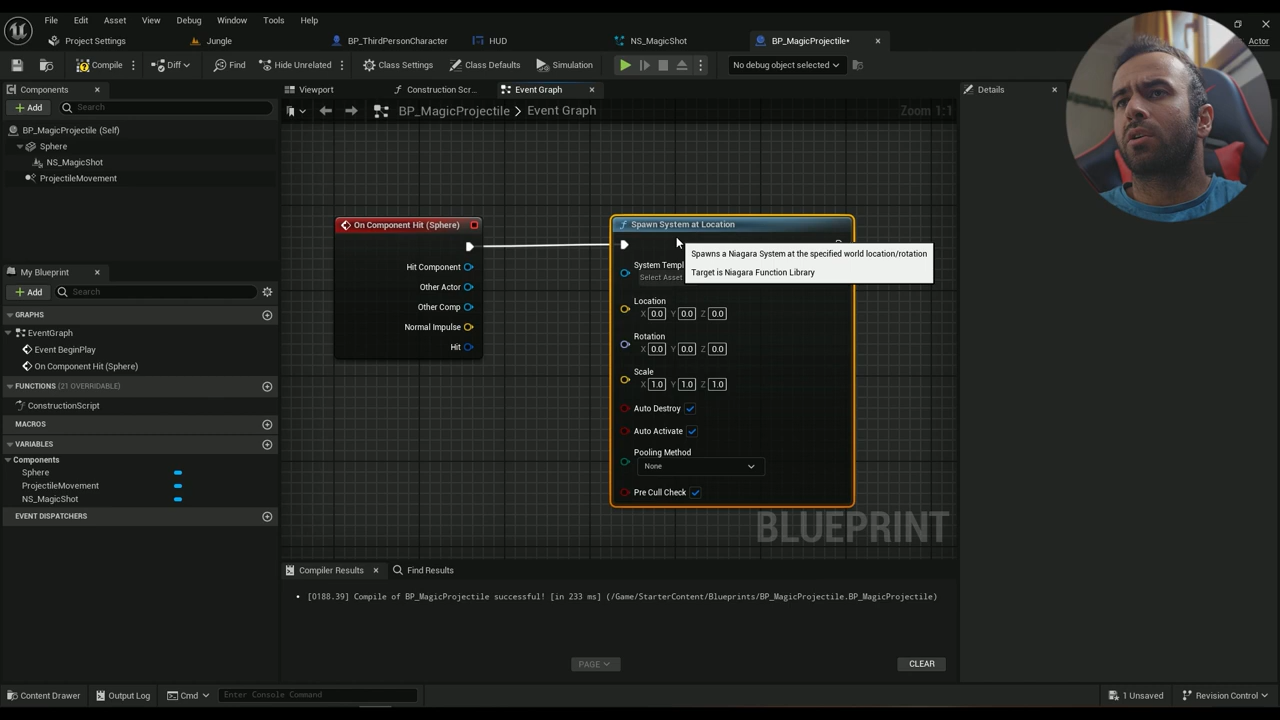 File Edit Asset View Window Debug Tools Help
Project Settings Jungle BP_ThirdPersonCharacter HUD NS_MagicShot BP_MagicProjectile• Actor
Compile Diff Find Hide Unrelated Class Settings Class Defaults Simulation No debug object selected
Components
Add Search
BP_MagicProjectile (Self)
Sphere
NS_MagicShot
ProjectileMovement
My Blueprint
Add Search
GRAPHS
EventGraph
Event BeginPlay
On Component Hit (Sphere)
FUNCTIONS (21 OVERRIDABLE)
ConstructionScript
MACROS
VARIABLES
Components
Sphere
ProjectileMovement
NS_MagicShot
EVENT DISPATCHERS
Viewport Construction Scr... Event Graph
BP_MagicProjectile > Event Graph Zoom 1:1
On Component Hit (Sphere)
Hit Component
Other Actor
Other Comp
Normal Impulse
Hit
Spawn System at Location
System Templ
Select Asset
Location
X 0.0 Y 0.0 Z 0.0
Rotation
X 0.0 Y 0.0 Z 0.0
Scale
X 1.0 Y 1.0 Z 1.0
Auto Destroy
Auto Activate
Pooling Method
None
Pre Cull Check
Spawns a Niagara System at the specified world location/rotation
Target is Niagara Function Library
BLUEPRINT
Compiler Results Find Results
[0188.39] Compile of BP_MagicProjectile successful! [in 233 ms] (/Game/StarterContent/Blueprints/BP_MagicProjectile.BP_MagicProjectile)
PAGE CLEAR
Details
Content Drawer Output Log Cmd Enter Console Command 1 Unsaved Revision Control